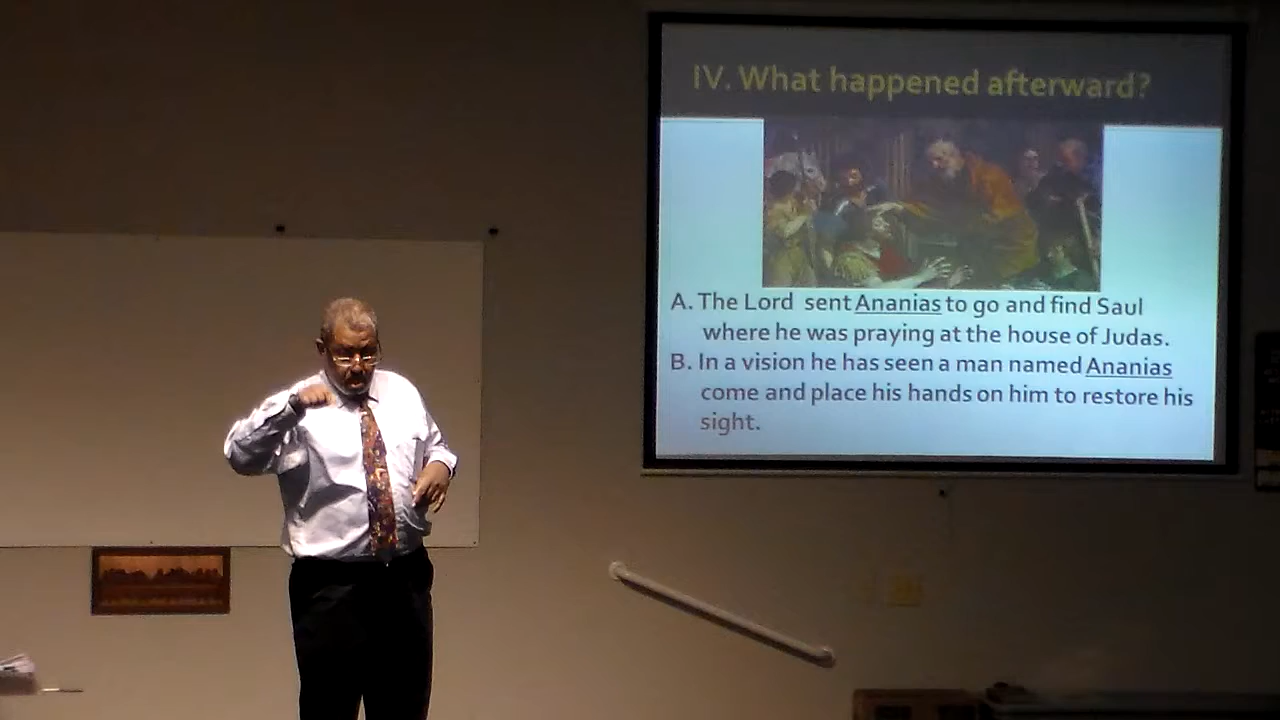 IV. What happened afterward?
A. The Lord sent Ananias to go and find Saul
where he was praying at the house of Judas.
B. In a vision he has seen a man named Ananias
come and place his hands on him to restore his
sight.